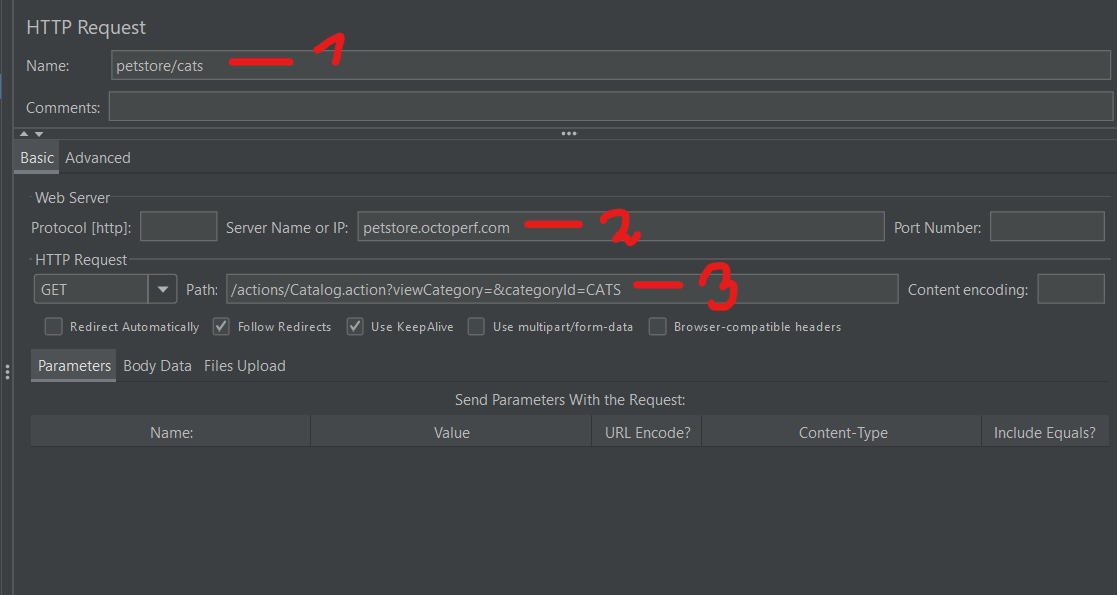 HTTP Request
Name: petstore/cats 1
Comments:
Basic Advanced
Web Server
Protocol [http]: Server Name or IP: petstore.octoperf.com 2 Port Number:
HTTP Request
GET Path: /actions/Catalog.action?viewCategory=&categoryId=CATS 3 Content encoding:
Redirect Automatically Follow Redirects Use KeepAlive Use multipart/form-data Browser-compatible headers
Parameters Body Data Files Upload
Send Parameters With the Request:
Name: Value URL Encode? Content-Type Include Equals?